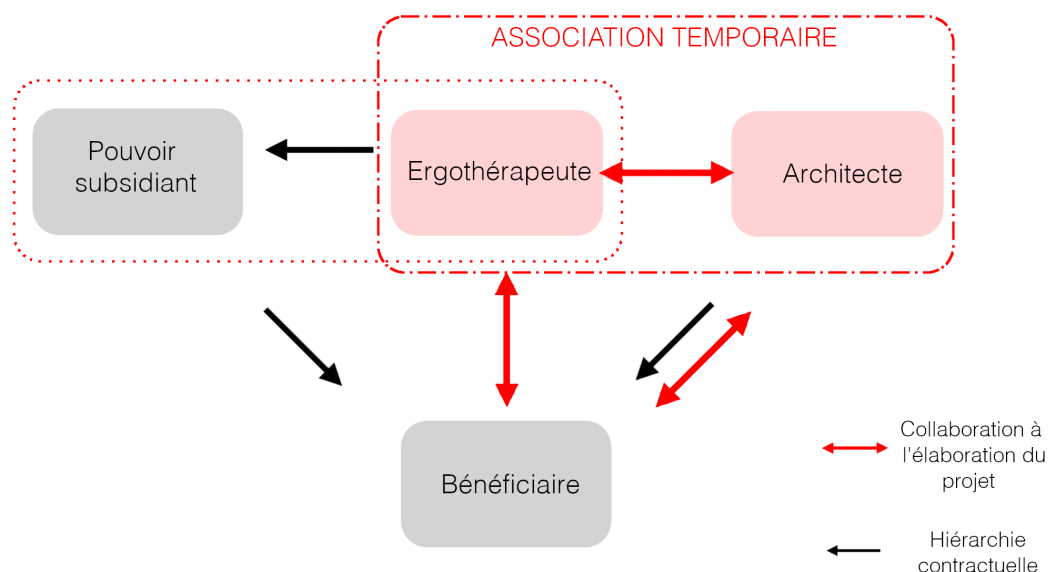 ASSOCIATION TEMPORAIRE
Pouvoir
subsidiant
Ergothérapeute
Architecte
Bénéficiaire
Collaboration à
l'élaboration du
projet
Hiérarchie
contractuelle